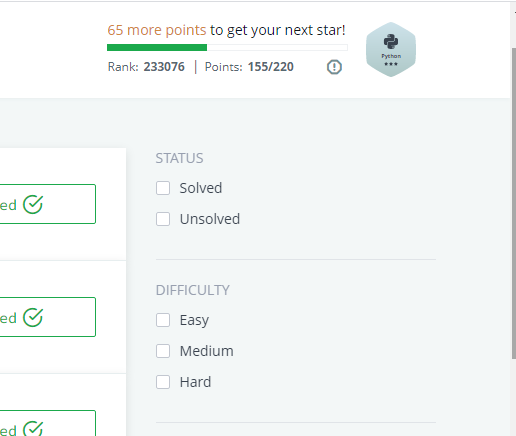 65 more points to get your next star!
Rank: 233076 | Points: 155/220
Python
STATUS
ed
Solved
Unsolved
DIFFICULTY
ed
Easy
Medium
Hard
ed